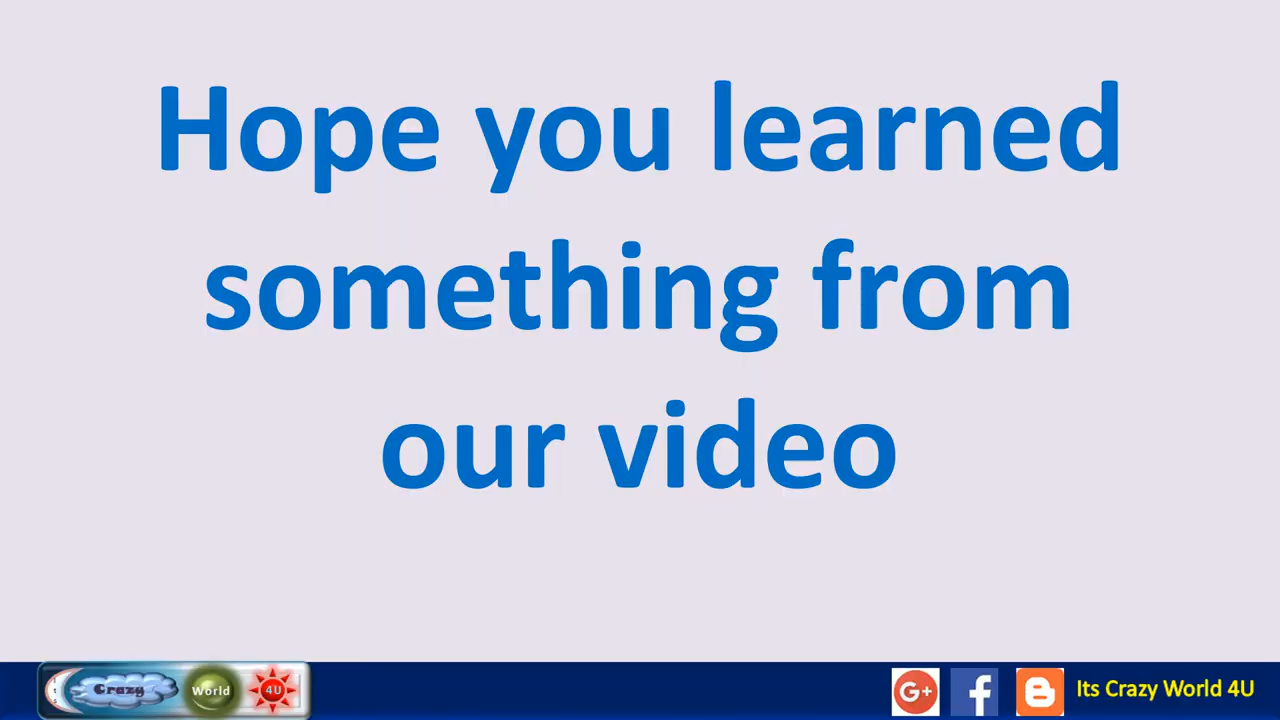 Hope you learned
something from
our video
Crazy World 4U
G+ f B Its Crazy World 4U